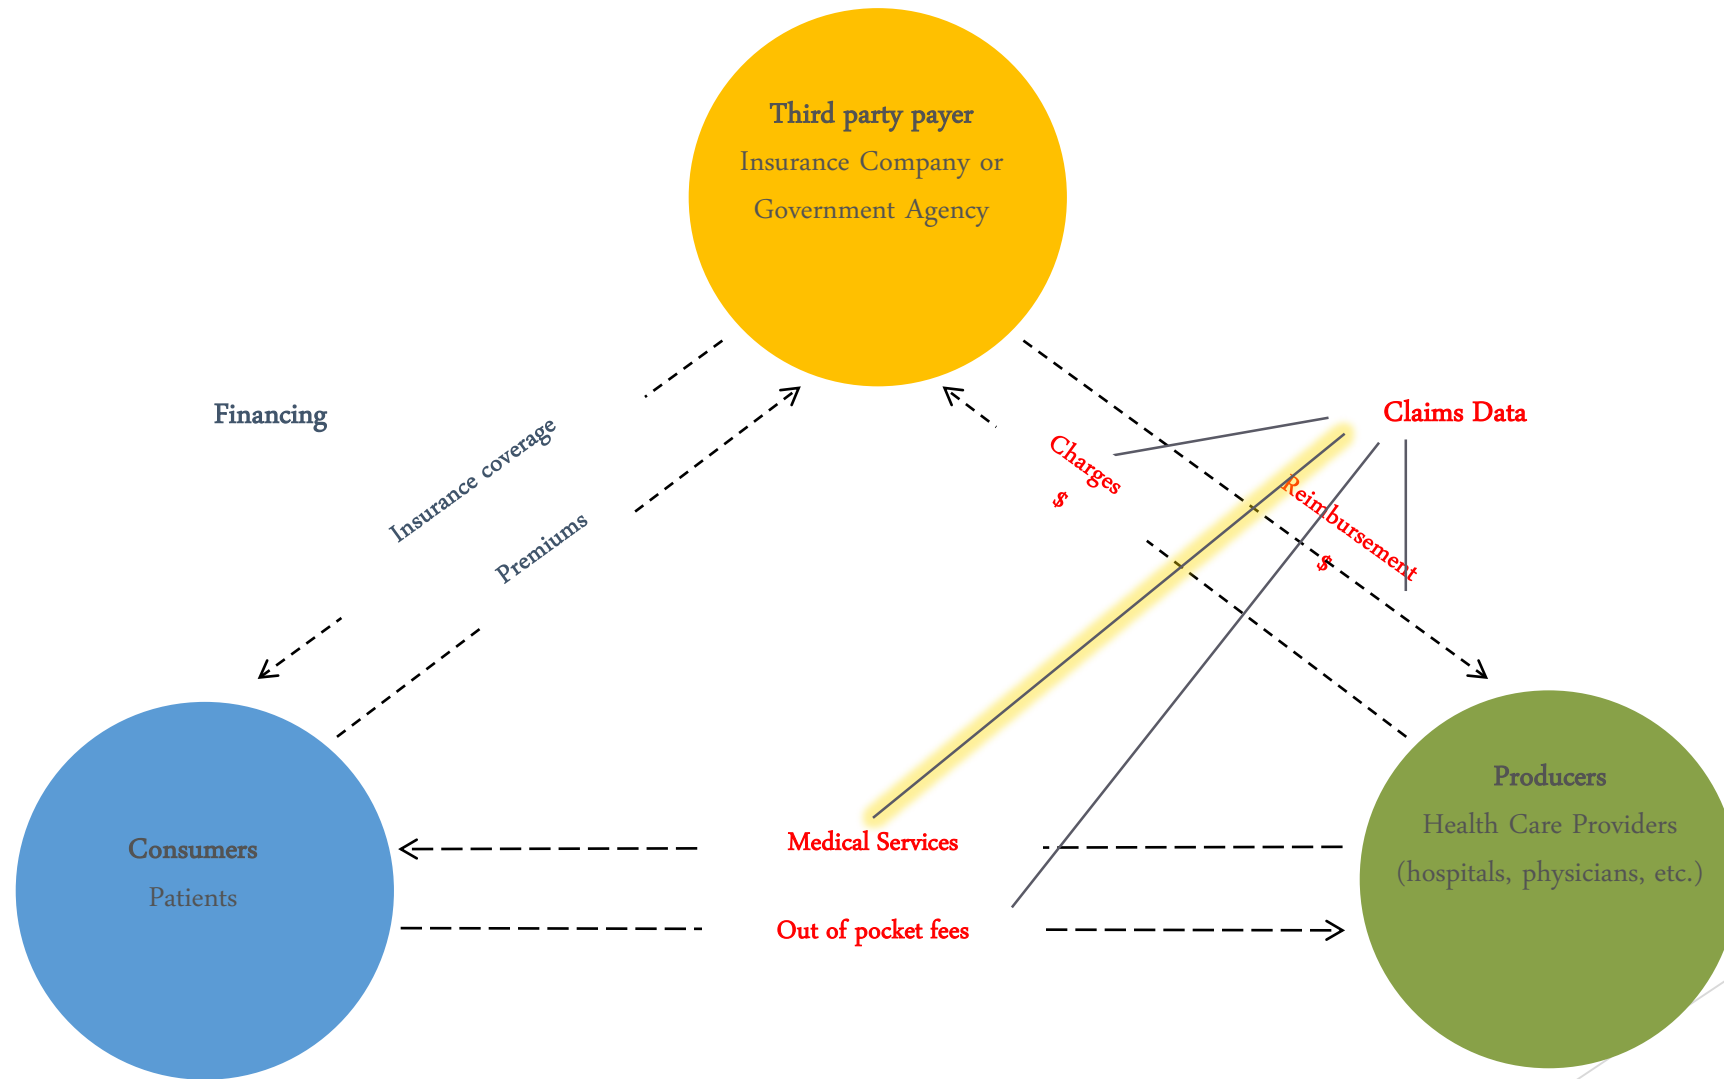 Third party payer
Insurance Company or
Government Agency
Financing
Claims Data
Insurance coverage
Premiums
Charges
$
Reimbursement
$
Producers
Health Care Providers
(hospitals, physicians, etc.)
Consumers
Patients
Medical Services
Out of pocket fees